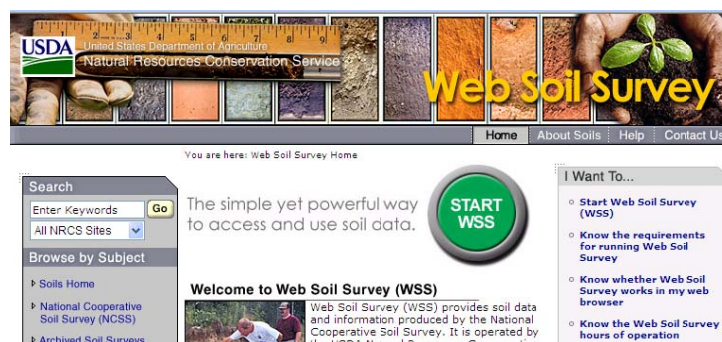 USDA
United States Department of Agriculture
Natural Resources Conservation Service
Web Soil Survey
Home About Soils Help Contact Us
You are here: Web Soil Survey Home
Search
Enter Keywords Go
All NRCS Sites
Browse by Subject
Soils Home
National Cooperative
Soil Survey (NCSS)
Archived Soil Surveys
The simple yet powerful way
to access and use soil data.
START
WSS
Welcome to Web Soil Survey (WSS)
Web Soil Survey (WSS) provides soil data
and information produced by the National
Cooperative Soil Survey. It is operated by
I Want To...
Start Web Soil Survey
(WSS)
Know the requirements
for running Web Soil
Survey
Know whether Web Soil
Survey works in my web
browser
Know the Web Soil Survey
hours of operation